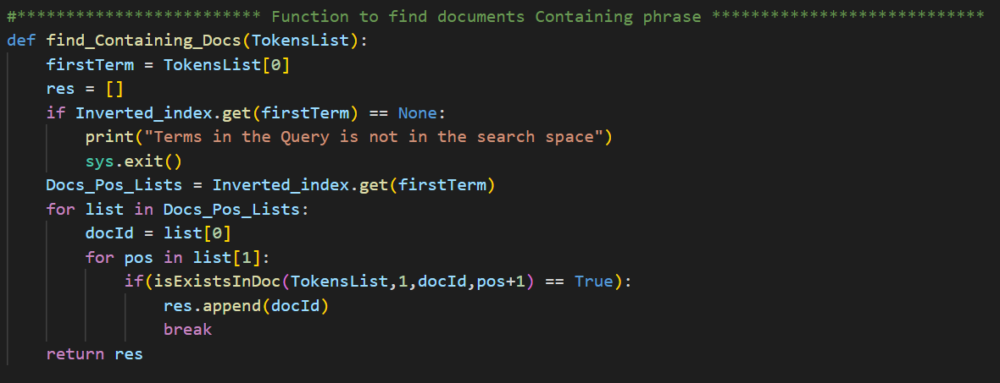 #************************* Function to find documents Containing phrase ****************************
def find_Containing_Docs(TokensList):
    firstTerm = TokensList[0]
    res = []
    if Inverted_index.get(firstTerm) == None:
        print("Terms in the Query is not in the search space")
        sys.exit()
    Docs_Pos_Lists = Inverted_index.get(firstTerm)
    for list in Docs_Pos_Lists:
        docId = list[0]
        for pos in list[1]:
            if(isExistsInDoc(TokensList,1,docId,pos+1) == True):
                res.append(docId)
                break
    return res